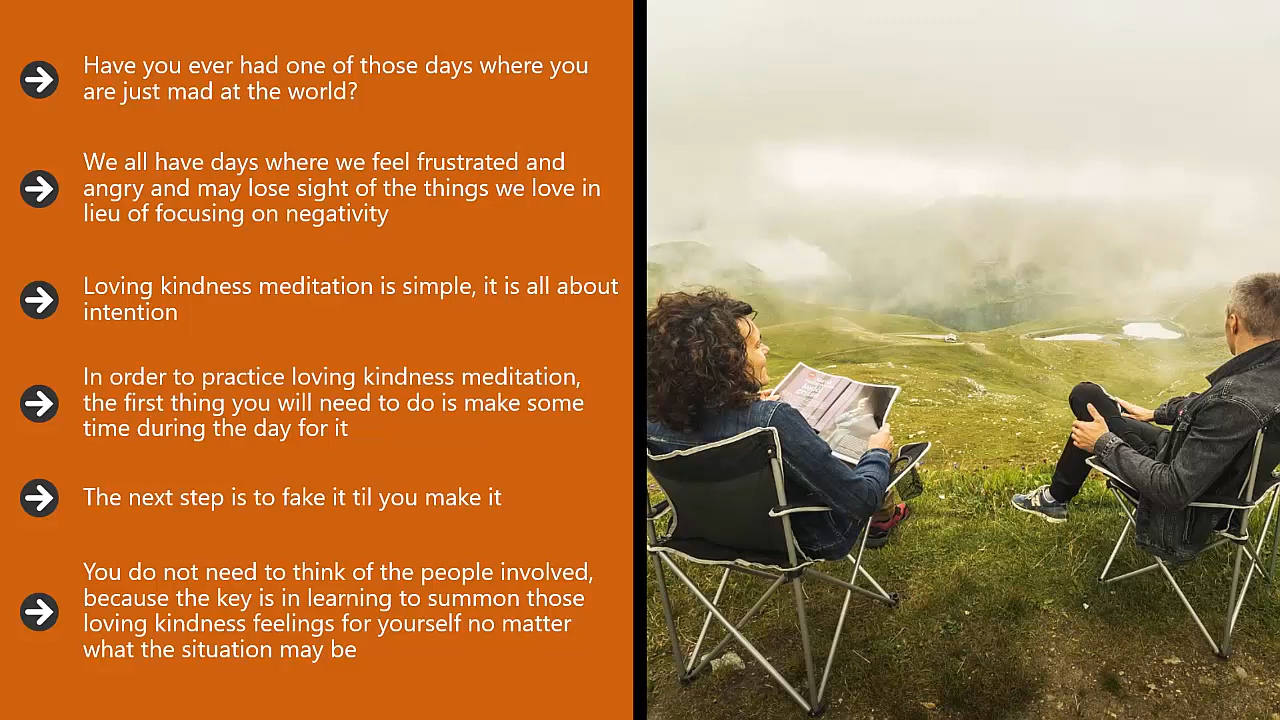 Have you ever had one of those days where you
are just mad at the world?
We all have days where we feel frustrated and
angry and may lose sight of the things we love in
lieu of focusing on negativity
Loving kindness meditation is simple, it is all about
intention
In order to practice loving kindness meditation,
the first thing you will need to do is make some
time during the day for it
The next step is to fake it til you make it
You do not need to think of the people involved,
because the key is in learning to summon those
loving kindness feelings for yourself no matter
what the situation may be